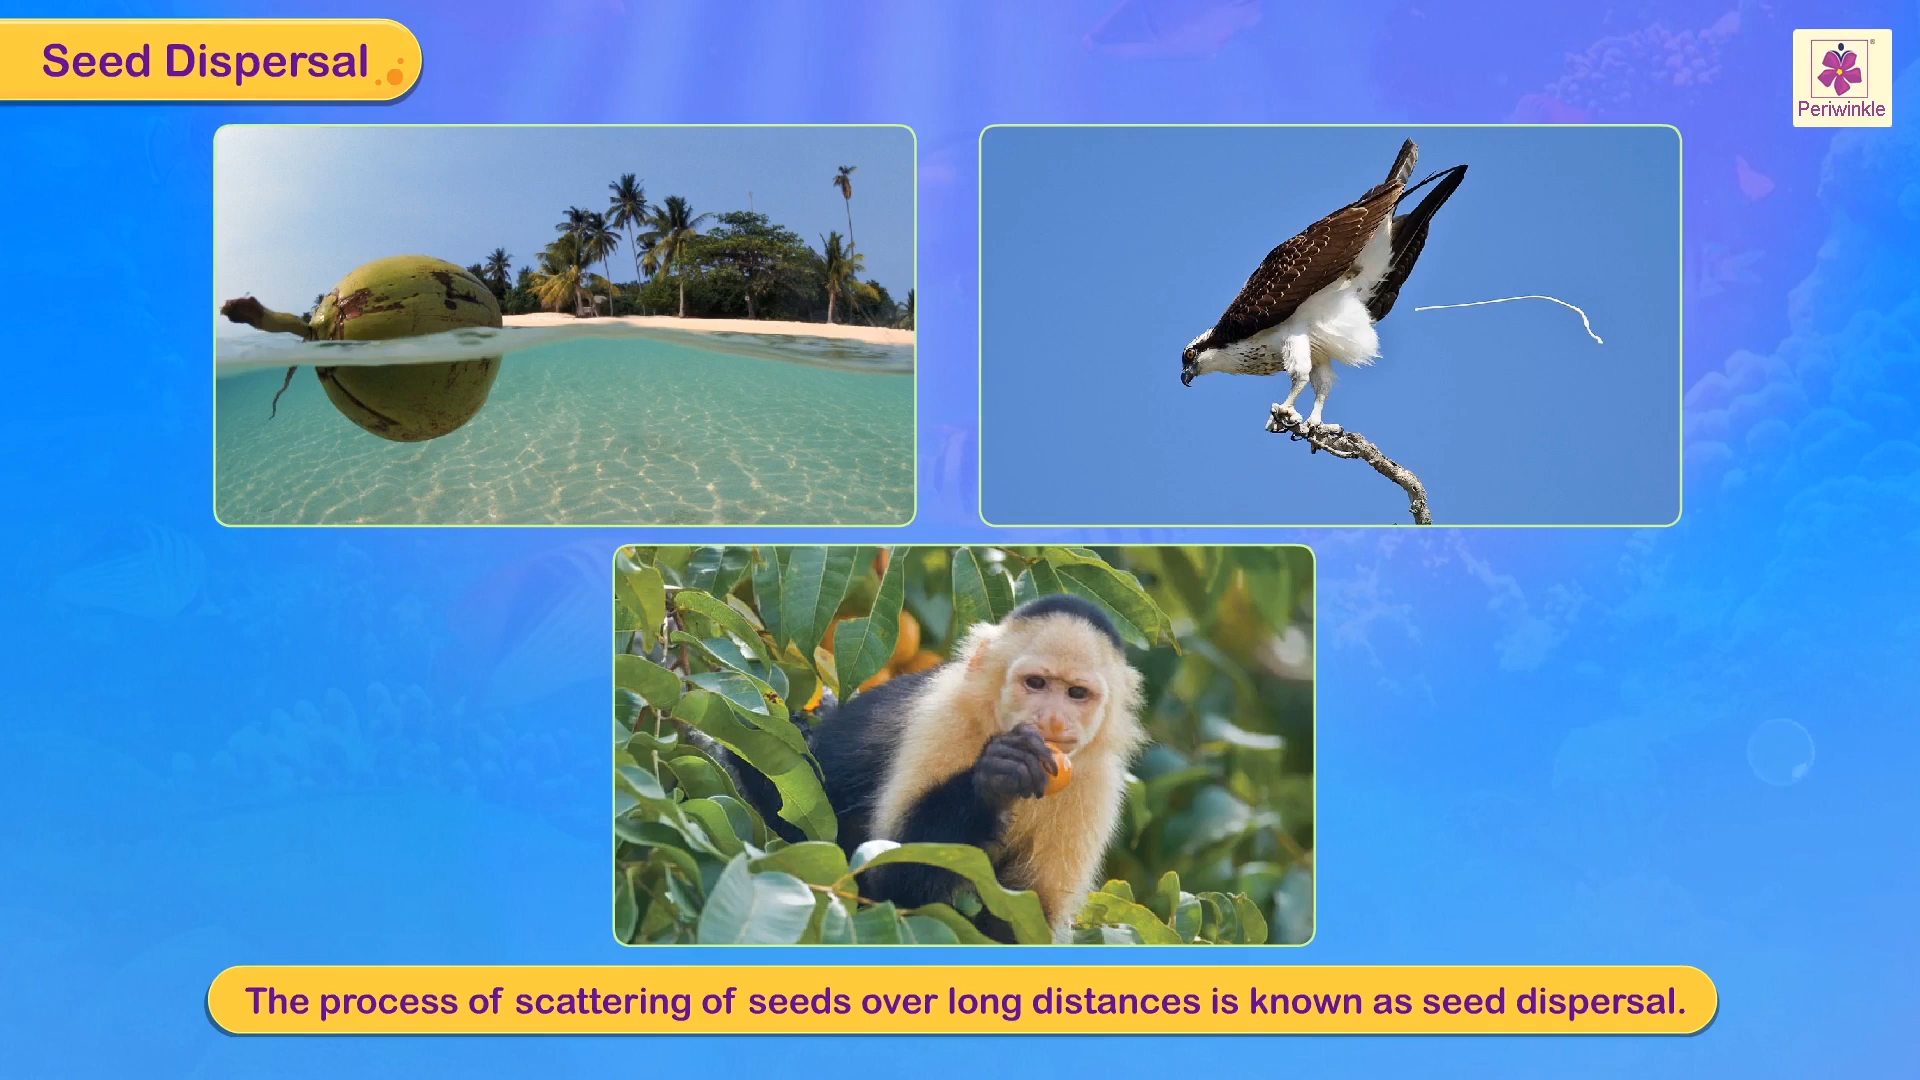 Seed Dispersal
Periwinkle
The process of scattering of seeds over long distances is known as seed dispersal.